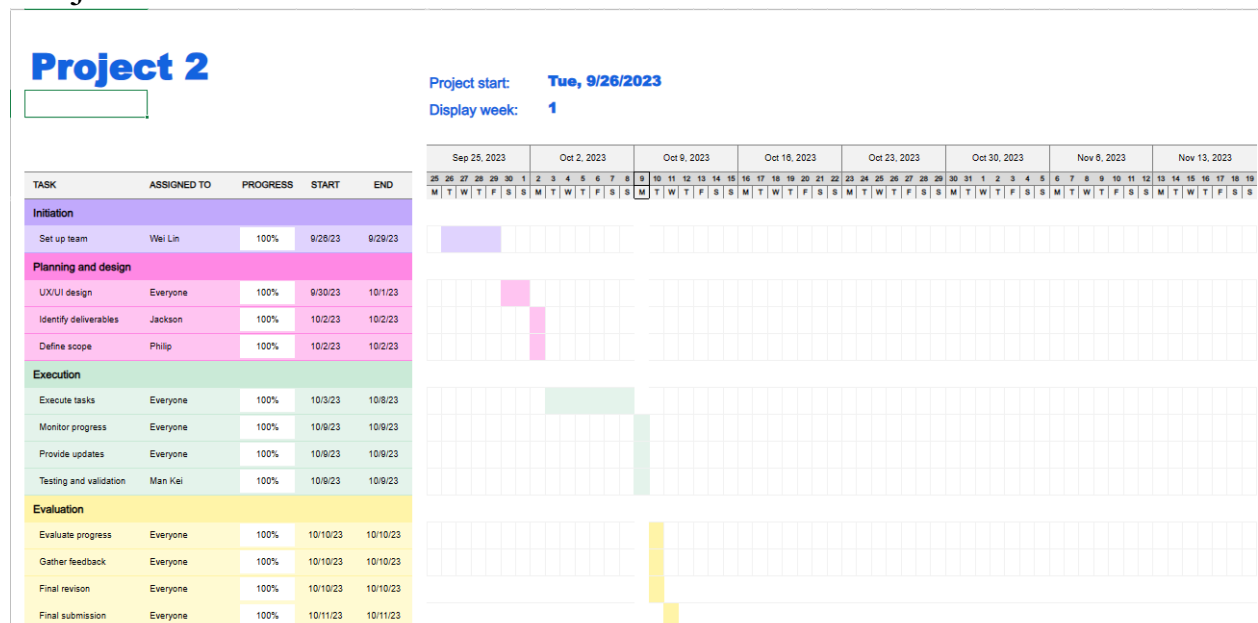 Project 2
Project start: Tue, 9/26/2023
Display week: 1
Sep 25, 2023 Oct 2, 2023 Oct 9, 2023 Oct 16, 2023 Oct 23, 2023 Oct 30, 2023 Nov 6, 2023 Nov 13, 2023
25 26 27 28 29 30 1 2 3 4 5 6 7 8 9 10 11 12 13 14 15 16 17 18 19 20 21 22 23 24 25 26 27 28 29 30 31 1 2 3 4 5 6 7 8 9 10 11 12 13 14 15 16 17 18 19
TASK ASSIGNED TO PROGRESS START END
M T W T F S S M T W T F S S M T W T F S S M T W T F S S M T W T F S S M T W T F S S M T W T F S S M T W T F S S
Initiation
Set up team Wei Lin 100% 9/26/23 9/29/23
Planning and design
UX/UI design Everyone 100% 9/30/23 10/1/23
Identify deliverables Jackson 100% 10/2/23 10/2/23
Define scope Philip 100% 10/2/23 10/2/23
Execution
Execute tasks Everyone 100% 10/3/23 10/8/23
Monitor progress Everyone 100% 10/9/23 10/9/23
Provide updates Everyone 100% 10/9/23 10/9/23
Testing and validation Man Kei 100% 10/9/23 10/9/23
Evaluation
Evaluate progress Everyone 100% 10/10/23 10/10/23
Gather feedback Everyone 100% 10/10/23 10/10/23
Final revison Everyone 100% 10/10/23 10/10/23
Final submission Everyone 100% 10/11/23 10/11/23